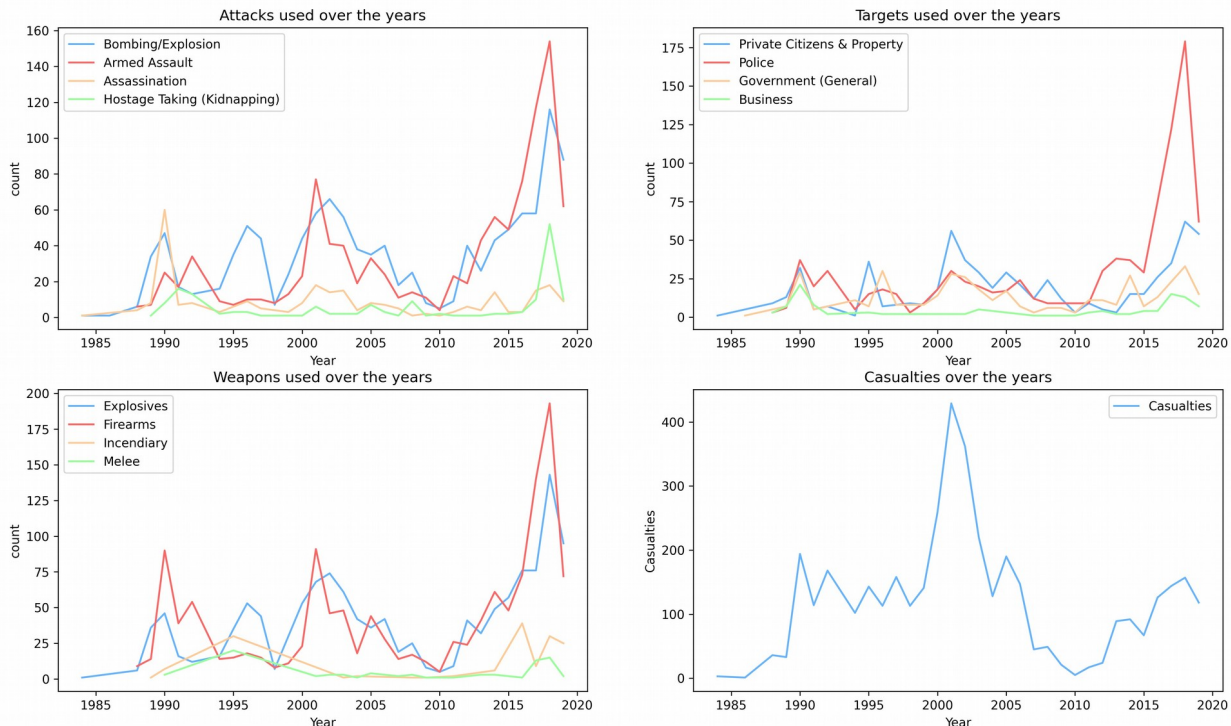 Attacks used over the years
160
140
120
100
80
60
40
20
0
count
Bombing/Explosion
Armed Assault
Assassination
Hostage Taking (Kidnapping)
1985 1990 1995 2000 2005 2010 2015 2020
Year
Targets used over the years
175
150
125
100
75
50
25
0
count
Private Citizens & Property
Police
Government (General)
Business
1985 1990 1995 2000 2005 2010 2015 2020
Year
Weapons used over the years
200
175
150
125
100
75
50
25
0
count
Explosives
Firearms
Incendiary
Melee
1985 1990 1995 2000 2005 2010 2015 2020
Year
Casualties over the years
400
300
200
100
0
Casualties
Casualties
1985 1990 1995 2000 2005 2010 2015 2020
Year